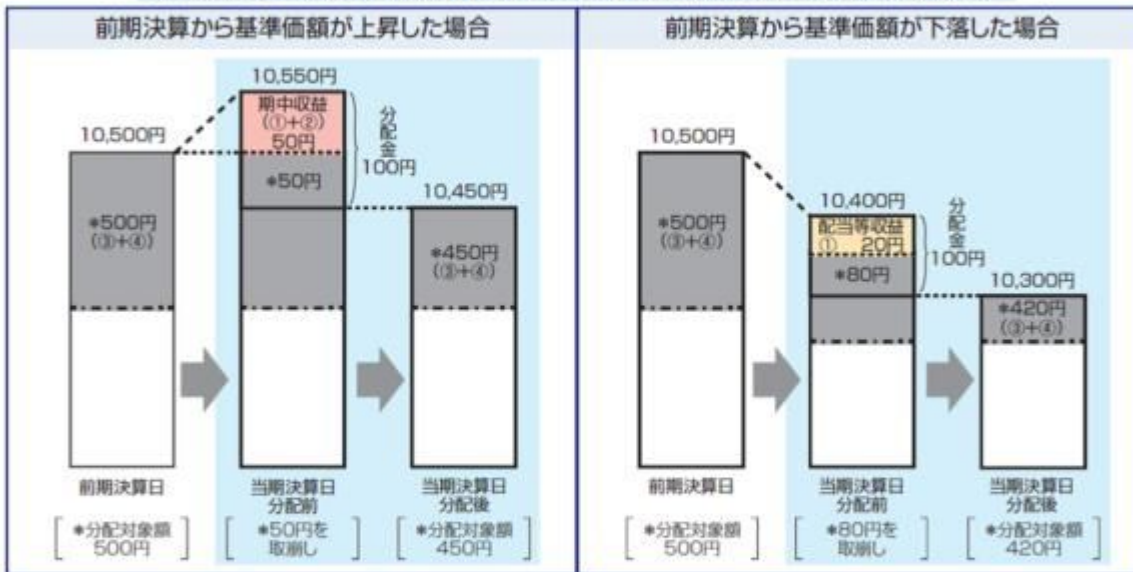 前期決算から基準価額が上昇した場合
10,550円
期中収益
(①+②)
50円
*50円
分配金
100円
10,500円
*500円
(③+④)
10,450円
*450円
(③+④)
前期決算日
当期決算日
分配前
当期決算日
分配後
*分配対象額
500円
*50円を
取崩し
*分配対象額
450円
前期決算から基準価額が下落した場合
10,500円
*500円
(③+④)
10,400円
配当等収益
① 20円
*80円
分配金
100円
10,300円
*420円
(③+④)
前期決算日
当期決算日
分配前
当期決算日
分配後
*分配対象額
500円
*80円を
取崩し
*分配対象額
420円